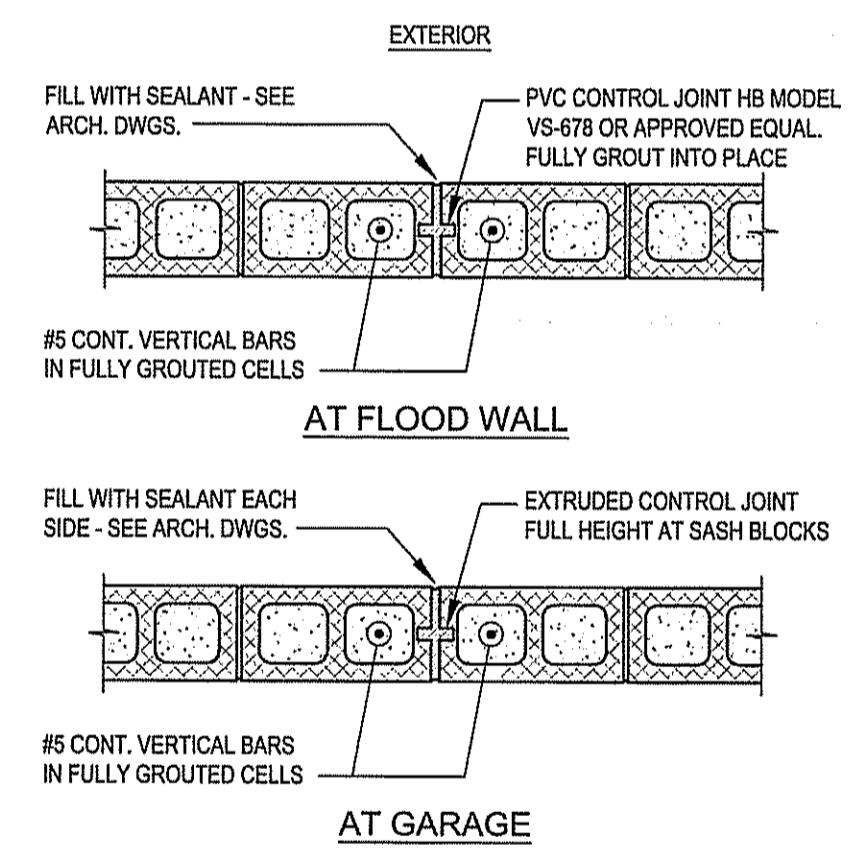 EXTERIOR
FILL WITH SEALANT - SEE
ARCH. DWGS.
PVC CONTROL JOINT HB MODEL
VS-678 OR APPROVED EQUAL.
FULLY GROUT INTO PLACE
#5 CONT. VERTICAL BARS
IN FULLY GROUTED CELLS
AT FLOOD WALL
FILL WITH SEALANT EACH
SIDE - SEE ARCH. DWGS.
EXTRUDED CONTROL JOINT
FULL HEIGHT AT SASH BLOCKS
#5 CONT. VERTICAL BARS
IN FULLY GROUTED CELLS
AT GARAGE